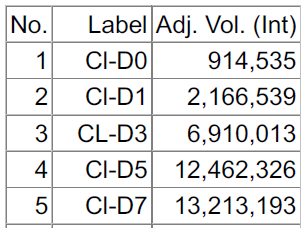 No. Label Adj. Vol. (Int)
1 Cl-D0 914,535
2 Cl-D1 2,166,539
3 CL-D3 6,910,013
4 Cl-D5 12,462,326
5 Cl-D7 13,213,193